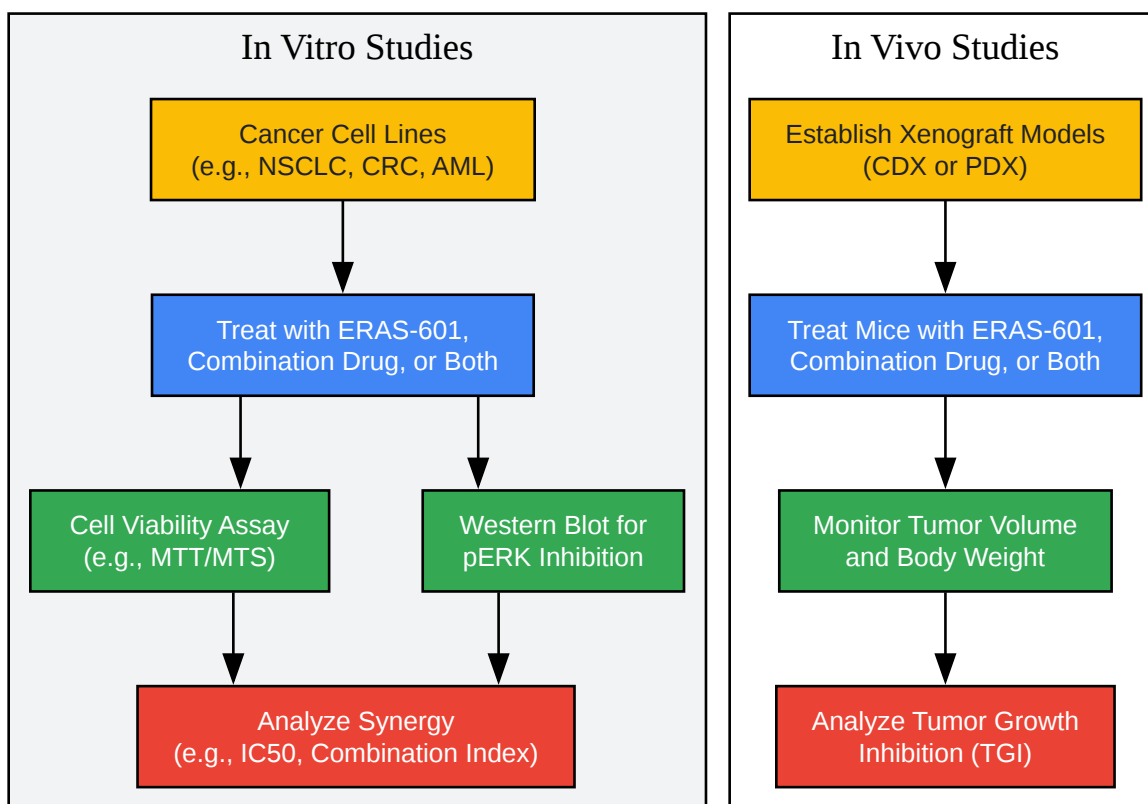 In Vitro Studies
Cancer Cell Lines
(e.g., NSCLC, CRC, AML)
Treat with ERAS-601,
Combination Drug, or Both
Cell Viability Assay
(e.g., MTT/MTS)
Western Blot for
pERK Inhibition
Analyze Synergy
(e.g., IC50, Combination Index)
In Vivo Studies
Establish Xenograft Models
(CDX or PDX)
Treat Mice with ERAS-601,
Combination Drug, or Both
Monitor Tumor Volume
and Body Weight
Analyze Tumor Growth
Inhibition (TGI)